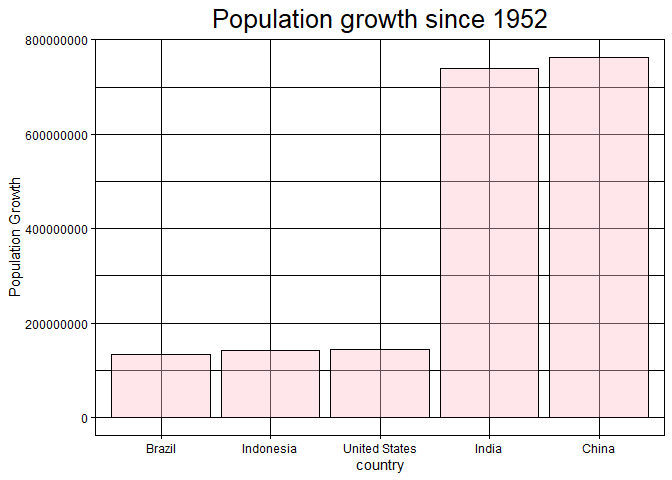 Population growth since 1952
Population Growth
800000000
600000000
400000000
200000000
0
Brazil Indonesia United States India China
country